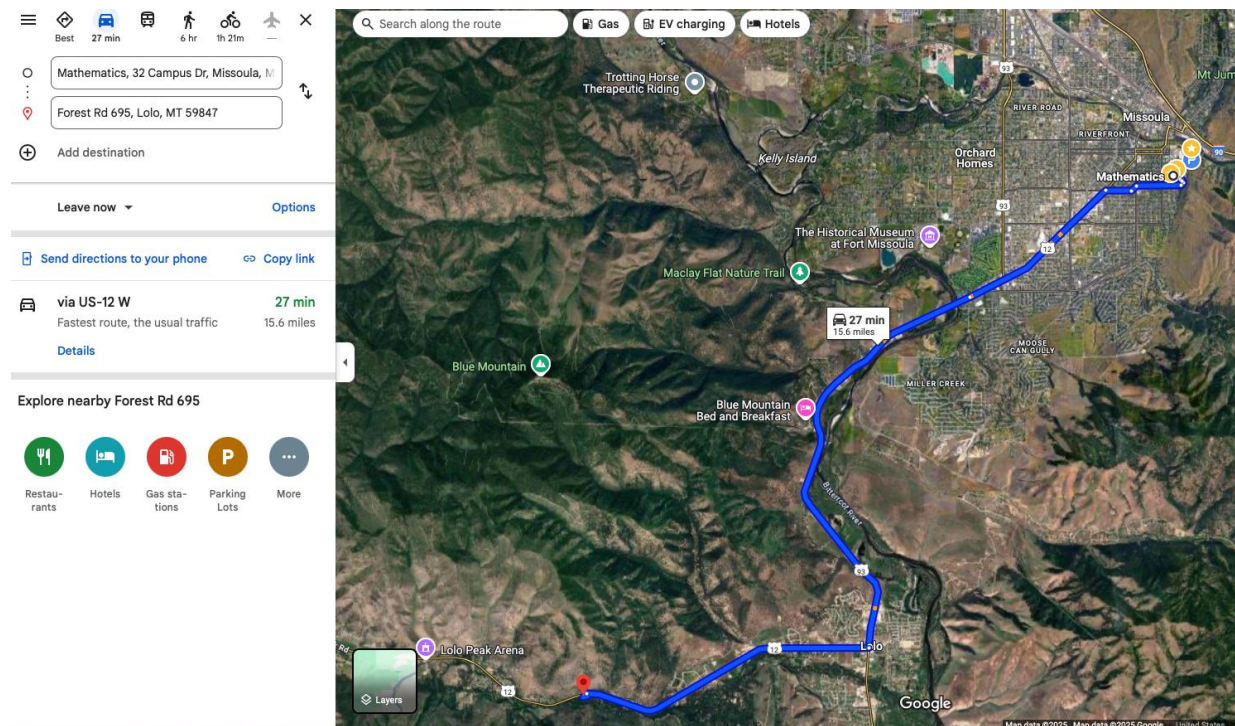 Best
27 min
6 hr
1h 21m
—
Mathematics, 32 Campus Dr, Missoula, M
Forest Rd 695, Lolo, MT 59847
Add destination
Leave now
Options
Send directions to your phone
Copy link
via US-12 W
27 min
Fastest route, the usual traffic
15.6 miles
Details
Explore nearby Forest Rd 695
Restau-
rants
Hotels
Gas sta-
tions
P
Parking
Lots
More
Search along the route
Gas
EV charging
Hotels
93
Trotting Horse
Therapeutic Riding
Mt Jum
RIVER ROAD
Missoula
RIVERFRONT
90
Kelly Island
Orchard
Homes
P
Mathematics
93
The Historical Museum
at Fort Missoula
12
Maclay Flat Nature Trail
27 min
15.6 miles
MOOSE
CAN GULLY
Blue Mountain
MILLER CREEK
Blue Mountain
Bed and Breakfast
Bitterroot River
93
Lolo
12
Rd
Lolo Peak Arena
12
Layers
Google
Map data ©2025, Map data ©2025 Google
United States